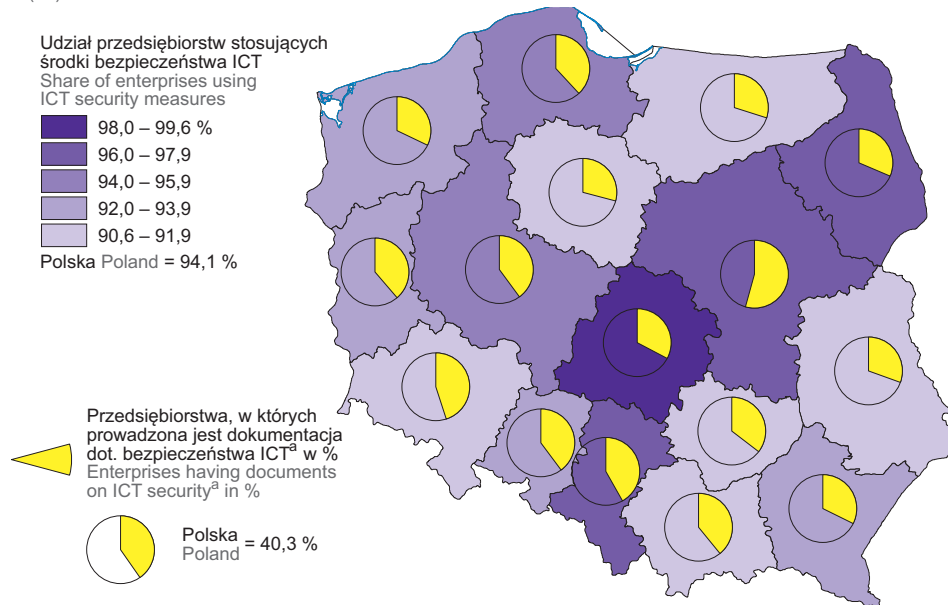 Udział przedsiębiorstw stosujących
środki bezpieczeństwa ICT
Share of enterprises using
ICT security measures
98,0 – 99,6 %
96,0 – 97,9
94,0 – 95,9
92,0 – 93,9
90,6 – 91,9
Polska Poland = 94,1 %
Przedsiębiorstwa, w których
prowadzona jest dokumentacja
dot. bezpieczeństwa ICTᵃ w %
Enterprises having documents
on ICT securityᵃ in %
Polska
Poland = 40,3 %